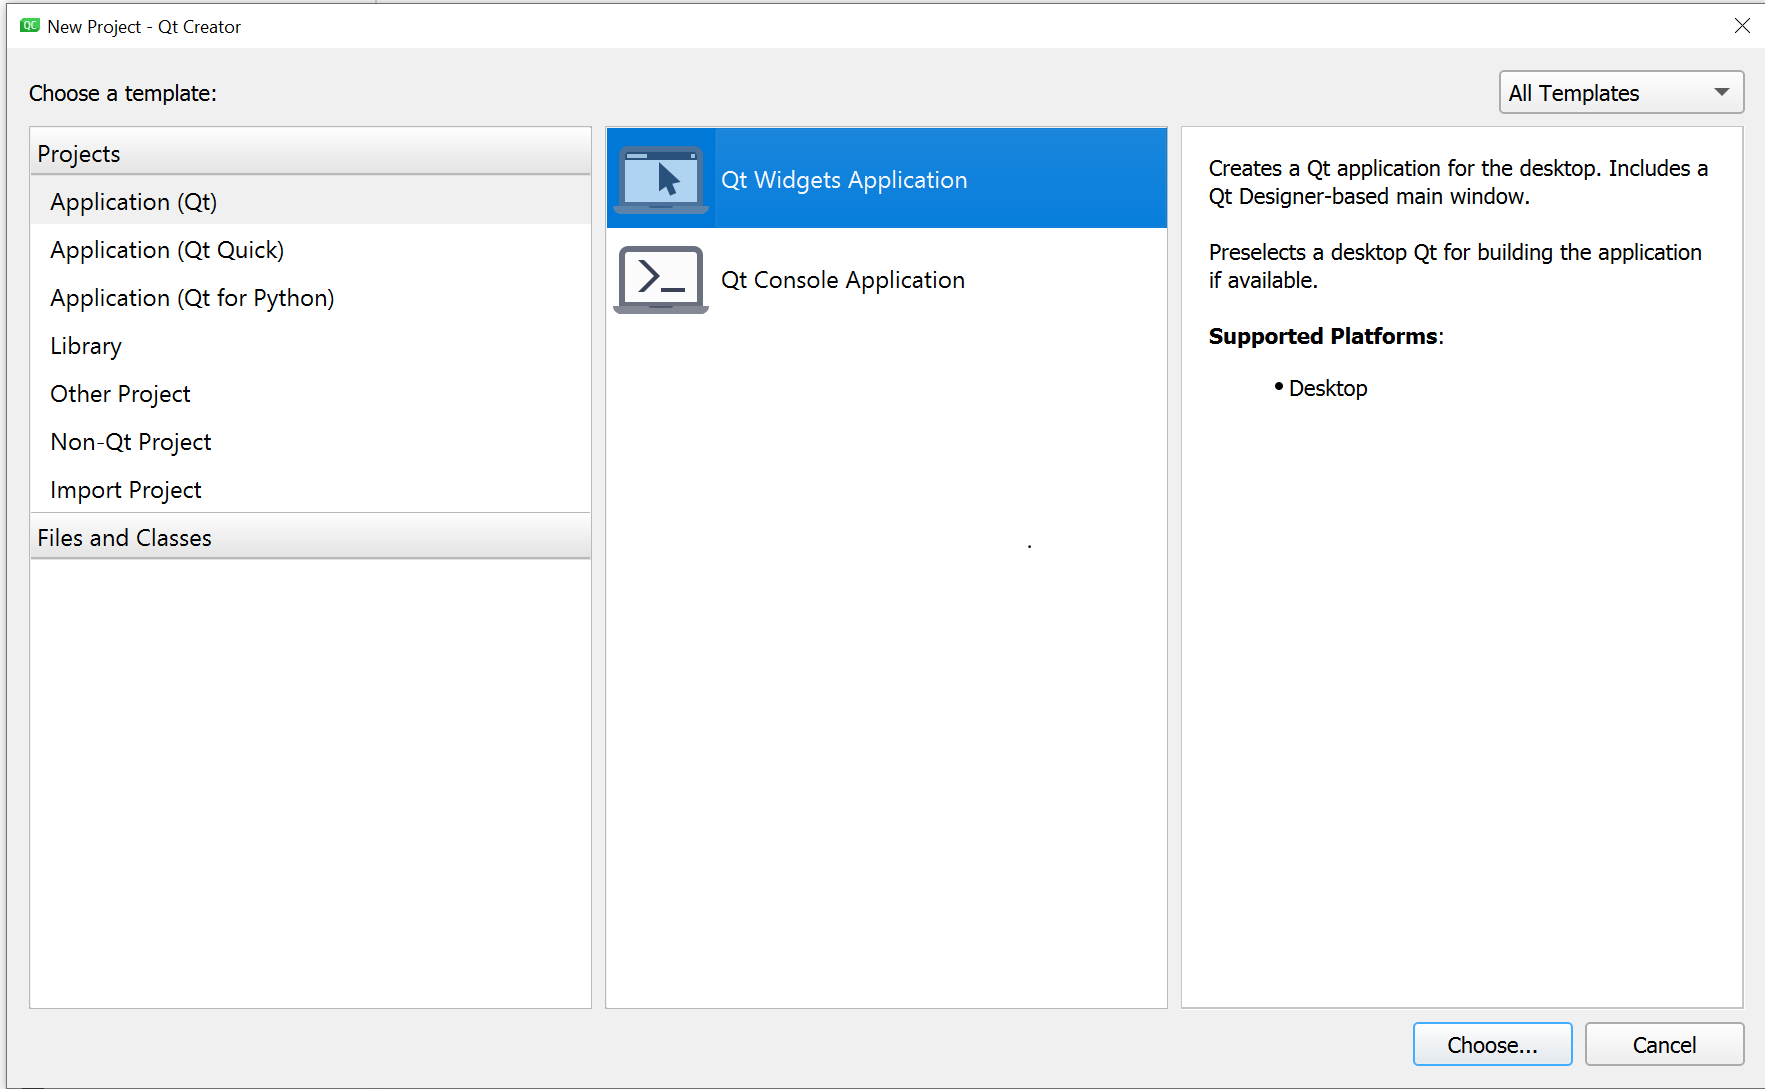 QC New Project - Qt Creator
Choose a template:
All Templates
Projects
Application (Qt)
Application (Qt Quick)
Application (Qt for Python)
Library
Other Project
Non-Qt Project
Import Project
Files and Classes
Qt Widgets Application
Qt Console Application
Creates a Qt application for the desktop. Includes a
Qt Designer-based main window.
Preselects a desktop Qt for building the application
if available.
Supported Platforms:
• Desktop
Choose...
Cancel